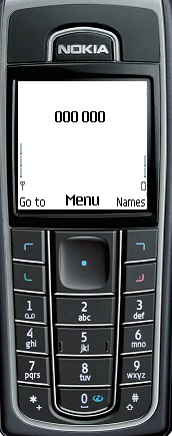 NOKIA
000 000
Go to Menu Names
1 2 abc 3 def
4 ghi 5 jkl 6 mno
7 pqrs 8 tuv 9 wxyz
* + 0 #